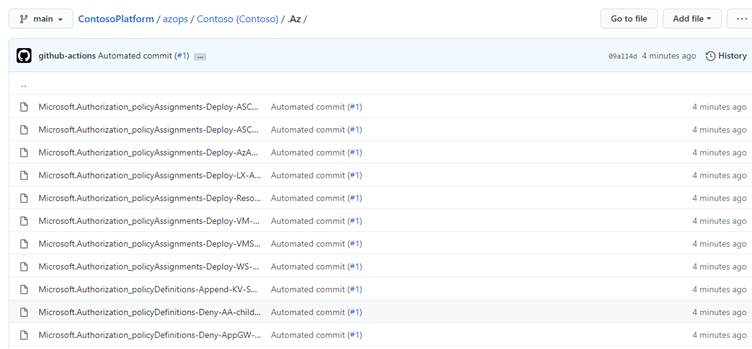 main ContosoPlatform / azops / Contoso (Contoso) / .Az / Go to file Add file ...
github-actions Automated commit (#1) ... 09a114d 4 minutes ago History
..
Microsoft.Authorization_policyAssignments-Deploy-ASC... Automated commit (#1) 4 minutes ago
Microsoft.Authorization_policyAssignments-Deploy-ASC... Automated commit (#1) 4 minutes ago
Microsoft.Authorization_policyAssignments-Deploy-AzA... Automated commit (#1) 4 minutes ago
Microsoft.Authorization_policyAssignments-Deploy-LX-A... Automated commit (#1) 4 minutes ago
Microsoft.Authorization_policyAssignments-Deploy-Reso... Automated commit (#1) 4 minutes ago
Microsoft.Authorization_policyAssignments-Deploy-VM-... Automated commit (#1) 4 minutes ago
Microsoft.Authorization_policyAssignments-Deploy-VMS... Automated commit (#1) 4 minutes ago
Microsoft.Authorization_policyAssignments-Deploy-WS-... Automated commit (#1) 4 minutes ago
Microsoft.Authorization_policyDefinitions-Append-KV-S... Automated commit (#1) 4 minutes ago
Microsoft.Authorization_policyDefinitions-Deny-AA-child... Automated commit (#1) 4 minutes ago
Microsoft.Authorization_policyDefinitions-Deny-AppGW-... Automated commit (#1) 4 minutes ago